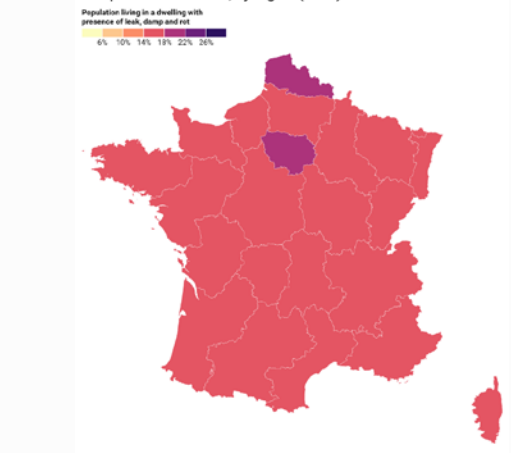 Population living in a dwelling with
presence of leak, damp and rot
6% 10% 14% 18% 22% 26%